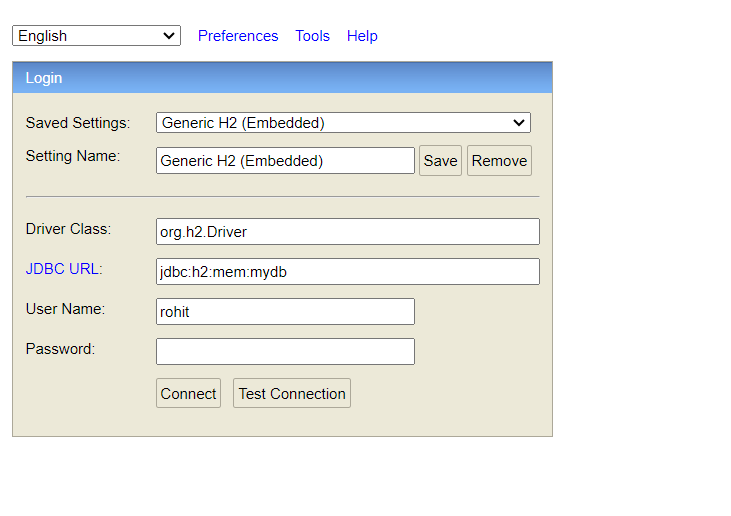 English Preferences Tools Help
Login
Saved Settings: Generic H2 (Embedded)
Setting Name: Generic H2 (Embedded) Save Remove
Driver Class: org.h2.Driver
JDBC URL: jdbc:h2:mem:mydb
User Name: rohit
Password:
Connect Test Connection